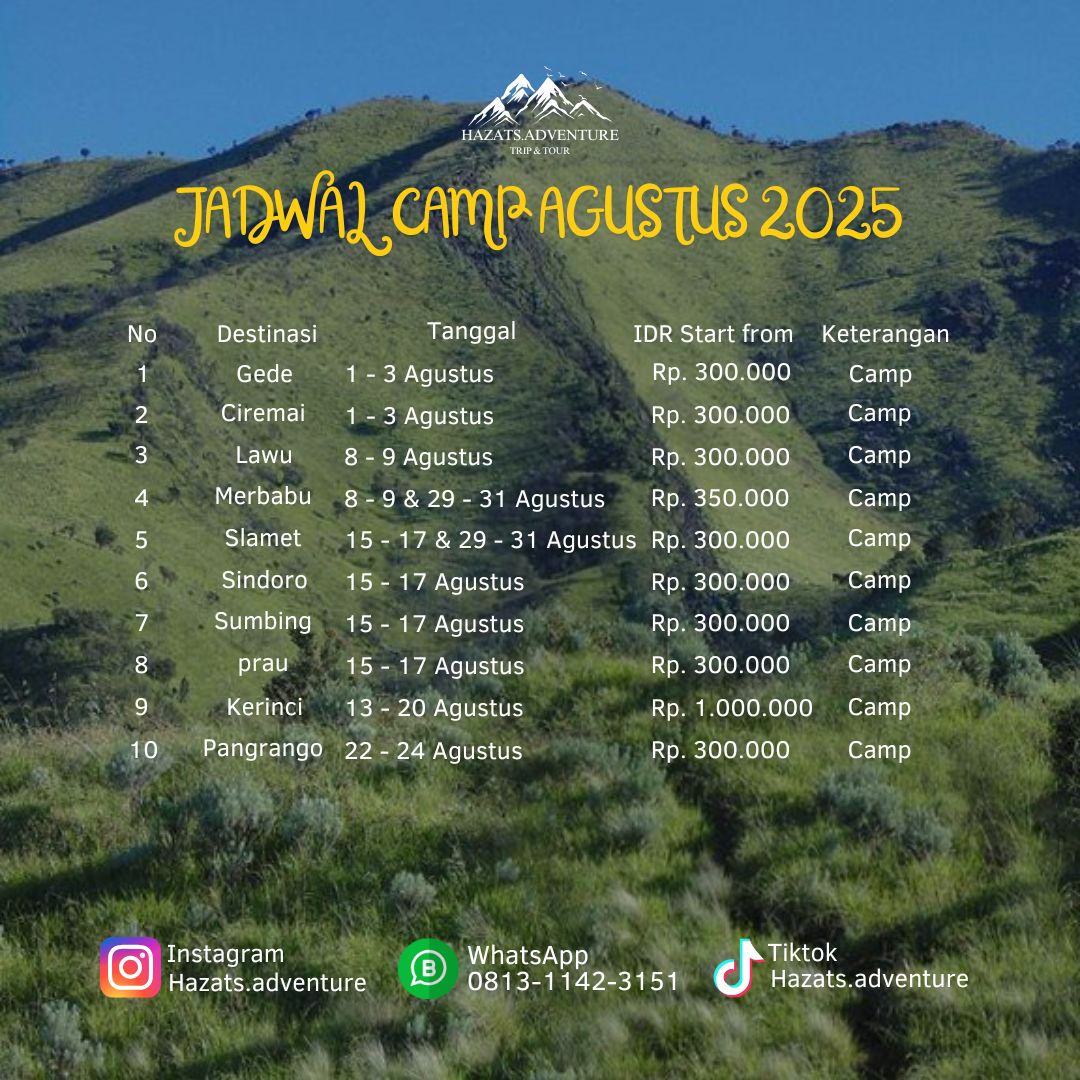 HAZATS.ADVENTURE
TRIP & TOUR
JADWAL CAMP AGUSTUS 2025
No Destinasi Tanggal IDR Start from Keterangan
1 Gede 1 - 3 Agustus Rp. 300.000 Camp
2 Ciremai 1 - 3 Agustus Rp. 300.000 Camp
3 Lawu 8 - 9 Agustus Rp. 300.000 Camp
4 Merbabu 8 - 9 & 29 - 31 Agustus Rp. 350.000 Camp
5 Slamet 15 - 17 & 29 - 31 Agustus Rp. 300.000 Camp
6 Sindoro 15 - 17 Agustus Rp. 300.000 Camp
7 Sumbing 15 - 17 Agustus Rp. 300.000 Camp
8 prau 15 - 17 Agustus Rp. 300.000 Camp
9 Kerinci 13 - 20 Agustus Rp. 1.000.000 Camp
10 Pangrango 22 - 24 Agustus Rp. 300.000 Camp
Instagram
Hazats.adventure
WhatsApp
0813-1142-3151
Tiktok
Hazats.adventure